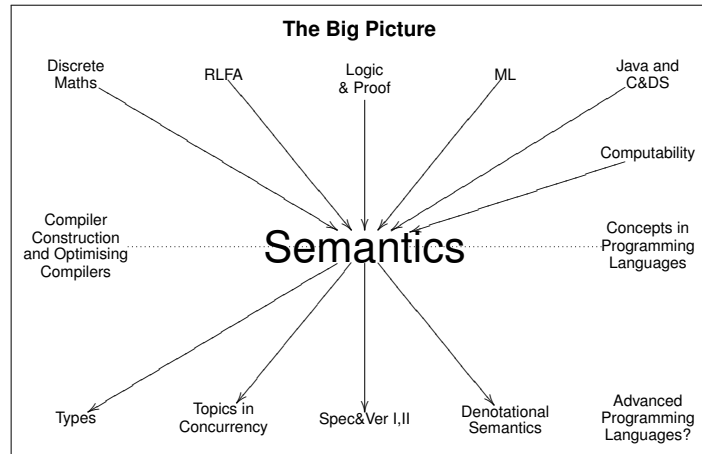 The Big Picture
Discrete
Maths
RLFA
Logic
& Proof
ML
Java and
C&DS
Computability
Compiler
Construction
and Optimising
Compilers
Semantics
Concepts in
Programming
Languages
Types
Topics in
Concurrency
Spec&Ver I,II
Denotational
Semantics
Advanced
Programming
Languages?